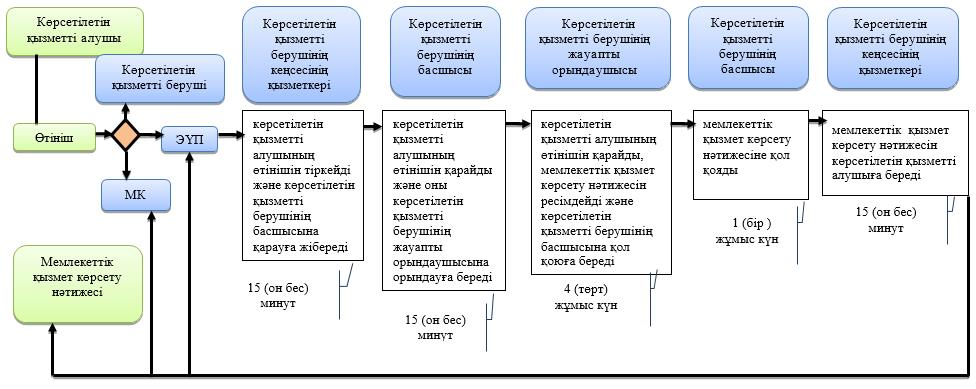 Көрсетілетін
қызметті алушы
Көрсетілетін
қызметті беруші
Өтініш
ЭҮП
МК
Мемлекеттік
қызмет көрсету
нәтижесі
Көрсетілетін
қызметті
берушінің
кеңсесінің
қызметкері
көрсетілетін
қызметті
алушының
өтінішін тіркейді
және көрсетілетін
қызметті
берушінің
басшысына
қарауға жібереді
15 (он бес)
минут
Көрсетілетін
қызметті
берушінің
басшысы
көрсетілетін
қызметті
алушының
өтінішін қарайды
және оны
көрсетілетін
қызметті
берушінің
жауапты
орындаушысына
орындауға береді
15 (он бес)
минут
Көрсетілетін
қызметті берушінің
жауапты
орындаушысы
көрсетілетін
қызметті алушының
өтінішін қарайды,
мемлекеттік қызмет
көрсету нәтижесін
ресімдейді және
көрсетілетін
қызметті берушінің
басшысына қол
қоюға береді
4 (төрт)
жұмыс күн
Көрсетілетін
қызметті
берушінің
басшысы
мемлекеттік
қызмет көрсету
нәтижесіне қол
қояды
1 (бір )
жұмыс күн
Көрсетілетін
қызметті берушінің
кеңсесінің
қызметкері
мемлекеттік қызмет
көрсету нәтижесін
көрсетілетін қызметті
алушыға береді
15 (он бес)
минут